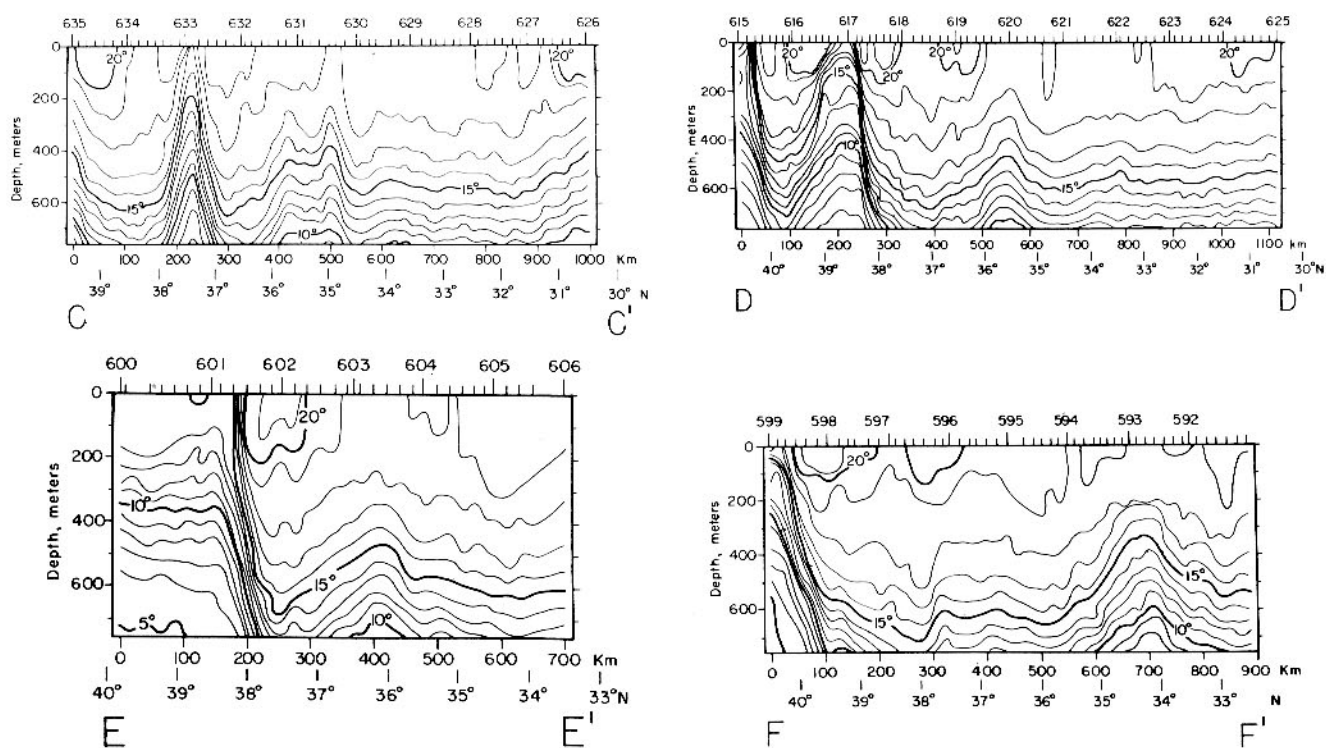 635 634 633 632 631 630 629 628 627 626
0
200
400
600
Depth, meters
20° 20°
15° 15°
10°
0 100 200 300 400 500 600 700 800 900 1000 Km
39° 38° 37° 36° 35° 34° 33° 32° 31° 30° N
C C'
615 616 617 618 619 620 621 622 623 624 625
0
200
400
600
Depth, meters
20° 15° 20° 20° 20°
10° 15°
0 100 200 300 400 500 600 700 800 900 1000 1100 km
40° 39° 38° 37° 36° 35° 34° 33° 32° 31° 30° N
D D'
600 601 602 603 604 605 606
0
200
400
600
Depth, meters
20°
10°
15°
5° 10°
0 100 200 300 400 500 600 700 Km
40° 39° 38° 37° 36° 35° 34° 33° N
E E'
599 598 597 596 595 594 593 592
0
200
400
600
Depth, meters
20°
15° 15°
10°
0 100 200 300 400 500 600 700 800 900 KM
40° 39° 38° 37° 36° 35° 34° 33° N
F F'